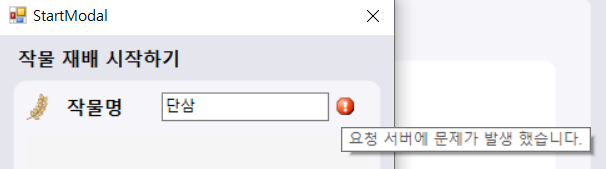 StartModal
작물 재배 시작하기
작물명
단삼
요청 서버에 문제가 발생 했습니다.